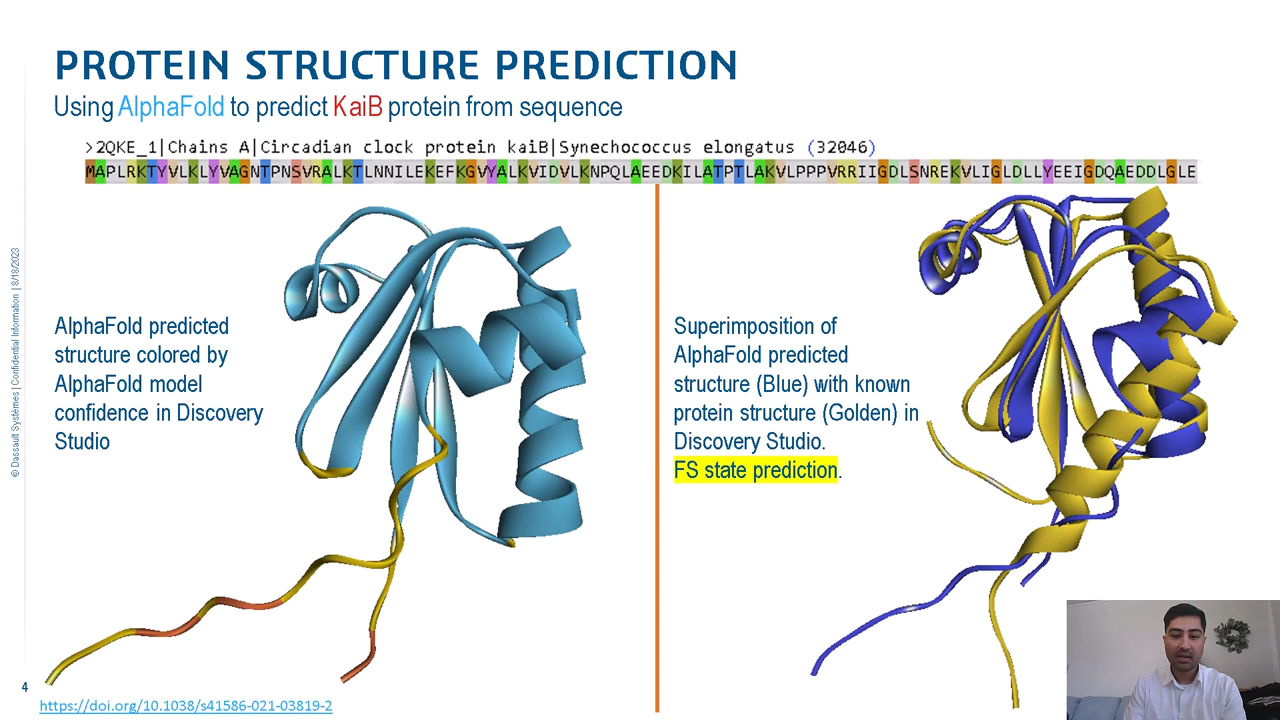 PROTEIN STRUCTURE PREDICTION
Using AlphaFold to predict KaiB protein from sequence
>2QKE_1|Chains A|Circadian clock protein kaiB|Synechococcus elongatus (32046)
MAPLRKTYVLKLYVAGNTPNSVRALKTLNNILEKEFKGVYALKVIDVLKNPQLAEEDKILATPTLAKVLPPPVRRIIGDLSNREKVLIGLDLLYEEIGDQAEDDLGLE
AlphaFold predicted
structure colored by
AlphaFold model
confidence in Discovery
Studio
Superimposition of
AlphaFold predicted
structure (Blue) with known
protein structure (Golden) in
Discovery Studio.
FS state prediction.
© Dassault Systèmes | Confidential Information | 8/18/2023
4
https://doi.org/10.1038/s41586-021-03819-2